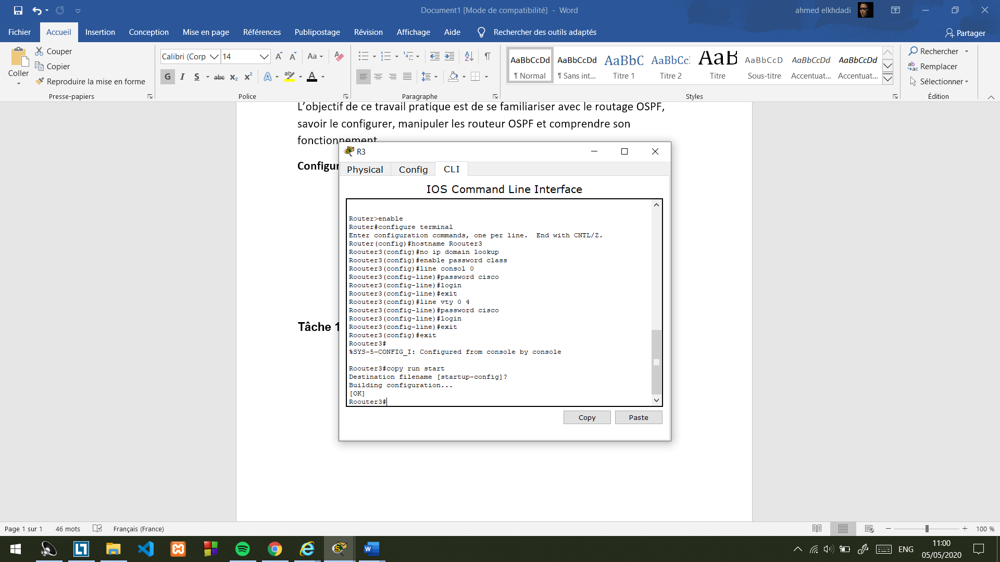 Document1 [Mode de compatibilité] - Word
ahmed elkhdadi
Fichier Accueil Insertion Conception Mise en page Références Publipostage Révision Affichage Aide Rechercher des outils adaptés Partager
Coller
Couper
Copier
Reproduire la mise en forme
Presse-papiers
Calibri (Corp 14 Aa
G I S abc x₂ x² A ab A
Police
Paragraphe
AaBbCcDd AaBbCcDd AaBbC AaBbCcI AaB AaBbCcD AaBbCcDd AaBbCcDd
¶ Normal ¶ Sans int... Titre 1 Titre 2 Titre Sous-titre Accentuat... Accentuat...
Styles
Rechercher
Remplacer
Sélectionner
Édition
L’objectif de ce travail pratique est de se familiariser avec le routage OSPF,
savoir le configurer, manipuler les routeur OSPF et comprendre son
fonctionnement
Configur
Tâche 1
R3
Physical Config CLI
IOS Command Line Interface
Router>enable
Router#configure terminal
Enter configuration commands, one per line.  End with CNTL/Z.
Router(config)#hostname Roouter3
Roouter3(config)#no ip domain lookup
Roouter3(config)#enable password class
Roouter3(config)#line consol 0
Roouter3(config-line)#password cisco
Roouter3(config-line)#login
Roouter3(config-line)#exit
Roouter3(config)#line vty 0 4
Roouter3(config-line)#password cisco
Roouter3(config-line)#login
Roouter3(config-line)#exit
Roouter3(config)#exit
Roouter3#
%SYS-5-CONFIG_I: Configured from console by console
Roouter3#copy run start
Destination filename [startup-config]?
Building configuration...
[OK]
Roouter3#
Copy Paste
Page 1 sur 1 46 mots Français (France) 100 %
ENG
11:00
05/05/2020